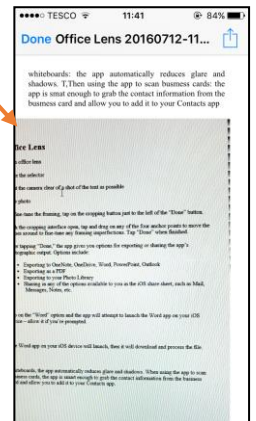 ●●●●○ TESCO 11:41 84%
Done Office Lens 20160712-11...
whiteboards: the app automatically reduces glare and
shadows. T,Then using the app to scan business cards: the
app is smat enough to grab the contact information from the
business card and allow you to add it to your Contacts app
ice Lens
office lens
the selector
the camera clear of a shot of the text as possible
photo
fine-tune the framing, tap on the cropping button just to the left of the "Done" button.
the cropping interface open, tap and drag on any of the four anchor points to move the
around to fine tune any framing imperfections. Tap "Done" when finished.
tapping "Done," the app gives you options for exporting or sharing the app's
output. Options include:
• Exporting to OneNote, OneDrive, Word, PowerPoint, Outlook
• Exporting as a PDF
• Exporting to your Photo Library
• Sharing in any of the options available to you in the iOS share sheet, such as Mail,
Messages, Notes, etc.
on the "Word" option and the app will attempt to launch the Word app on your iOS
allow it if you're prompted.
Word app on your iOS device will launch, then it will download and process the file.
whiteboards, the app automatically reduces glare and shadows. When using the app to scan
business cards, the app is smart enough to grab the contact information from the business
and allow you to add it to your Contacts app.